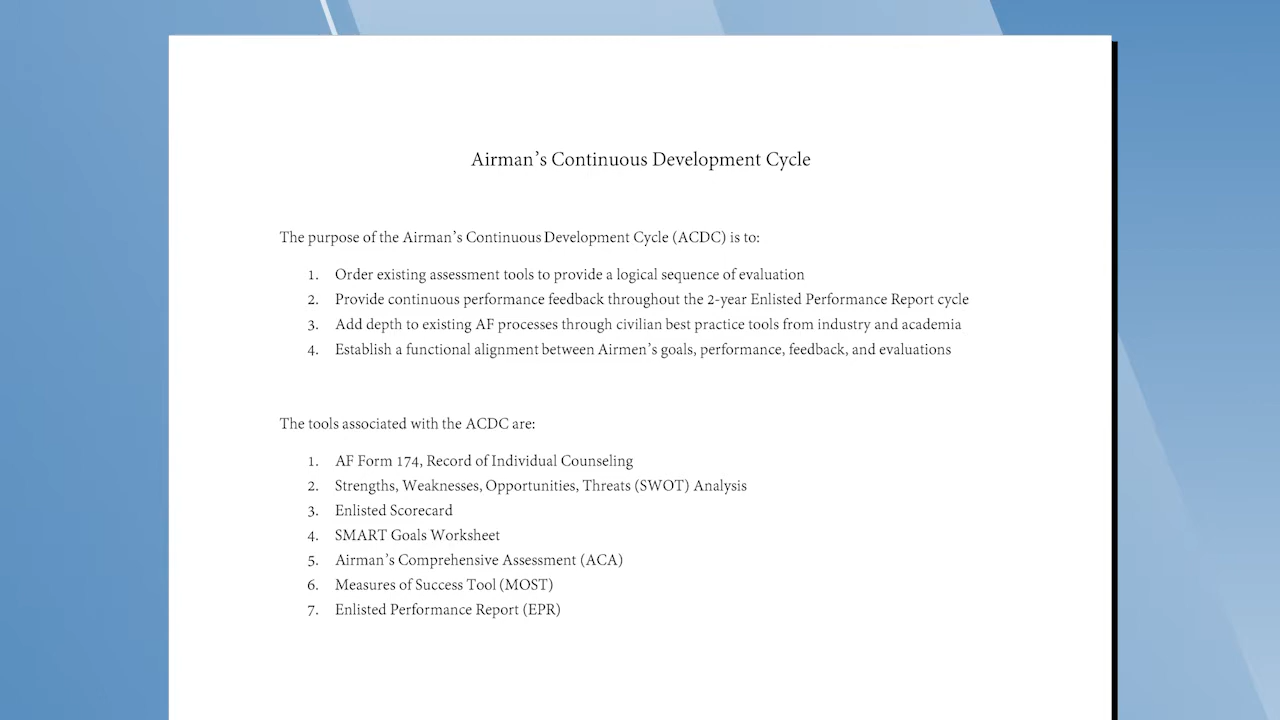 Airman’s Continuous Development Cycle
The purpose of the Airman’s Continuous Development Cycle (ACDC) is to:
1. Order existing assessment tools to provide a logical sequence of evaluation
2. Provide continuous performance feedback throughout the 2-year Enlisted Performance Report cycle
3. Add depth to existing AF processes through civilian best practice tools from industry and academia
4. Establish a functional alignment between Airmen’s goals, performance, feedback, and evaluations
The tools associated with the ACDC are:
1. AF Form 174, Record of Individual Counseling
2. Strengths, Weaknesses, Opportunities, Threats (SWOT) Analysis
3. Enlisted Scorecard
4. SMART Goals Worksheet
5. Airman’s Comprehensive Assessment (ACA)
6. Measures of Success Tool (MOST)
7. Enlisted Performance Report (EPR)